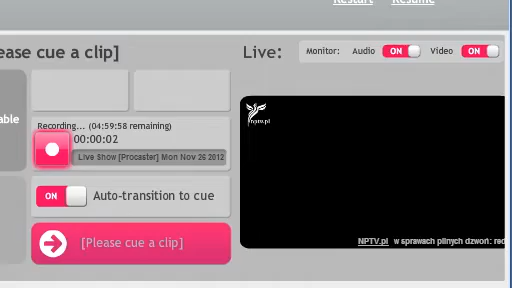 Restart Resume
ease cue a clip]
Live:
Monitor: Audio ON Video ON
able
Recording... (04:59:58 remaining)
00:00:02
Live Show [Procaster] Mon Nov 26 2012
ON Auto-transition to cue
[Please cue a clip]
nptv.pl
NPTV.pl w sprawach pilnych dzwoń: red